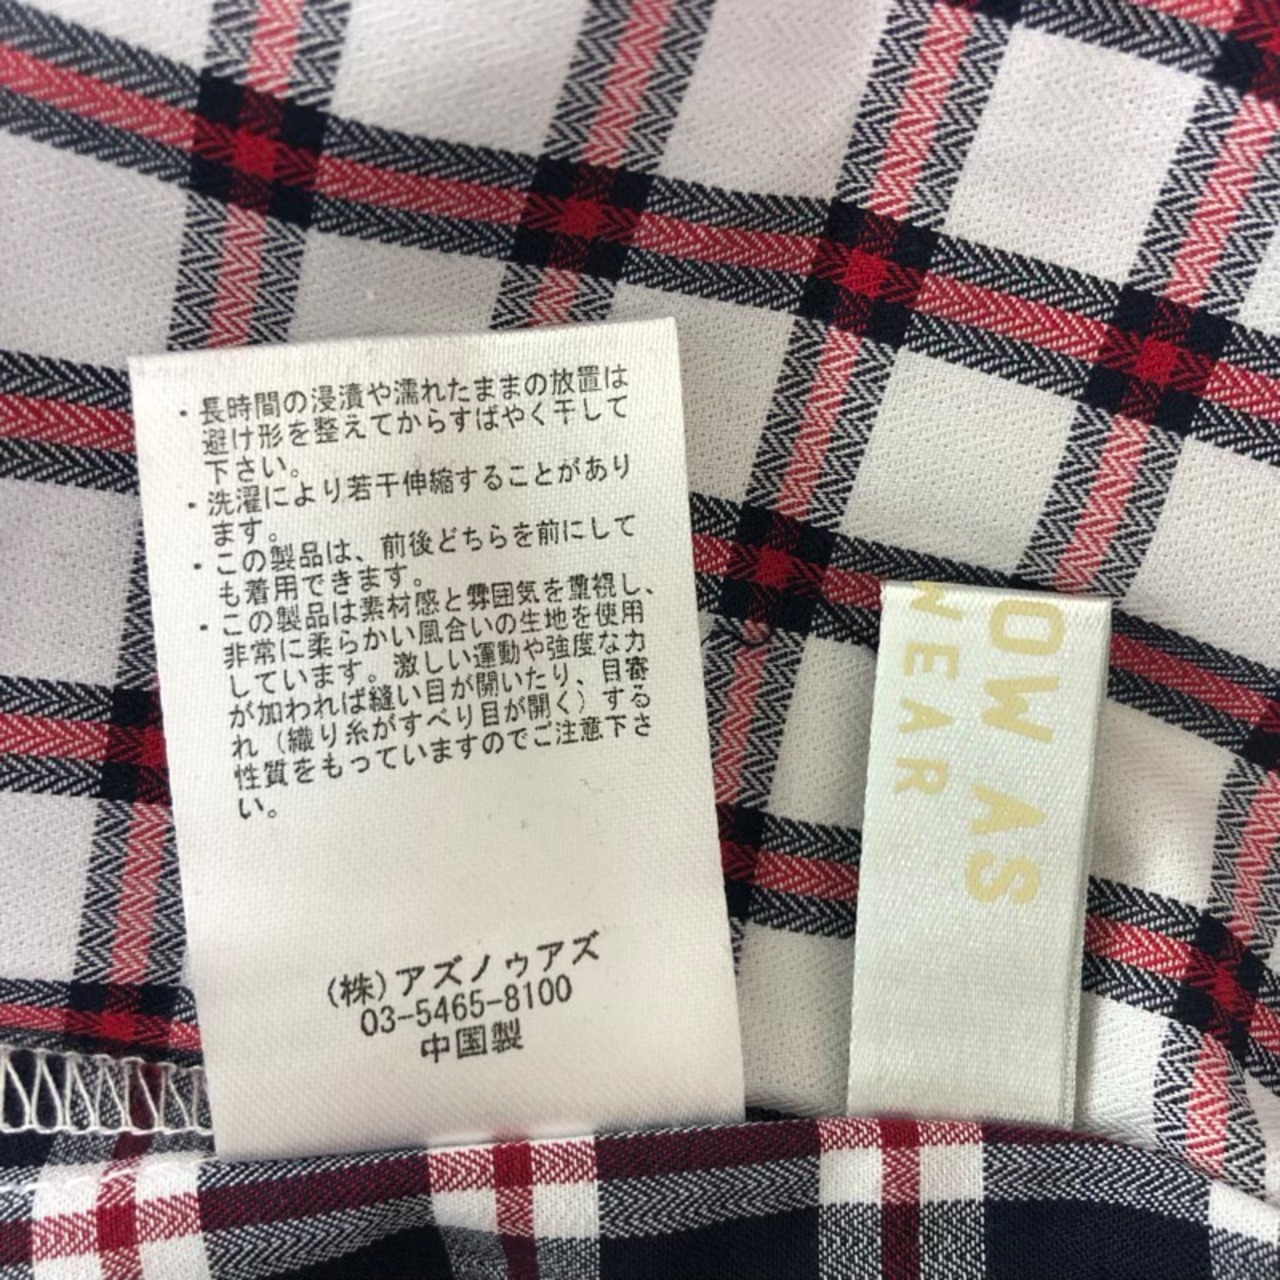 ・長時間の浸漬や濡れたままの放置は
避け形を整えてからすばやく干して
下さい。
・洗濯により若干伸縮することがあり
ます。
・この製品は、前後どちらを前にして
も着用できます。
・この製品は素材感と雰囲気を重視し、
非常に柔らかい風合いの生地を使用
しています。激しい運動や強度な力
が加われば縫い目が開いたり、目寄
れ（織り糸がすべり目が開く）する
性質をもっていますのでご注意下さ
い。
(株)アズノゥアズ
03-5465-8100
中国製
OW AS
WEAR